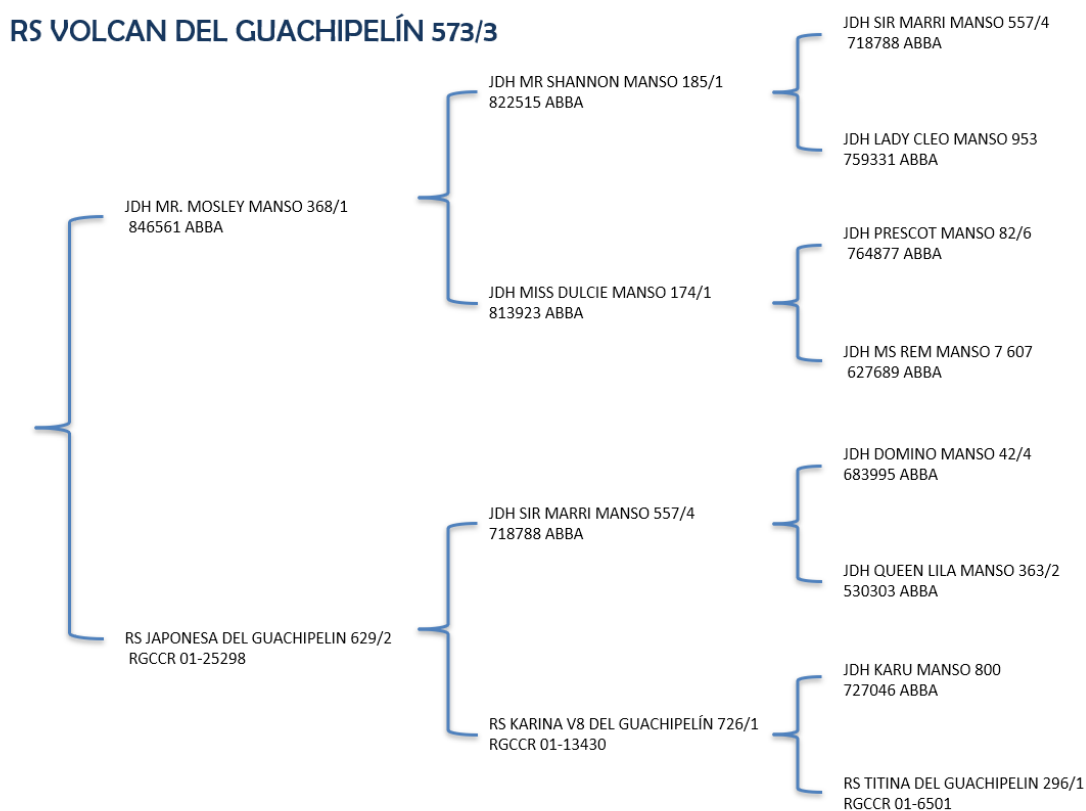 RS VOLCAN DEL GUACHIPELÍN 573/3
JDH MR. MOSLEY MANSO 368/1
846561 ABBA
RS JAPONESA DEL GUACHIPELIN 629/2
RGCCR 01-25298
JDH MR SHANNON MANSO 185/1
822515 ABBA
JDH MISS DULCIE MANSO 174/1
813923 ABBA
JDH SIR MARRI MANSO 557/4
718788 ABBA
RS KARINA V8 DEL GUACHIPELÍN 726/1
RGCCR 01-13430
JDH SIR MARRI MANSO 557/4
718788 ABBA
JDH LADY CLEO MANSO 953
759331 ABBA
JDH PRESCOT MANSO 82/6
764877 ABBA
JDH MS REM MANSO 7 607
627689 ABBA
JDH DOMINO MANSO 42/4
683995 ABBA
JDH QUEEN LILA MANSO 363/2
530303 ABBA
JDH KARU MANSO 800
727046 ABBA
RS TITINA DEL GUACHIPELIN 296/1
RGCCR 01-6501